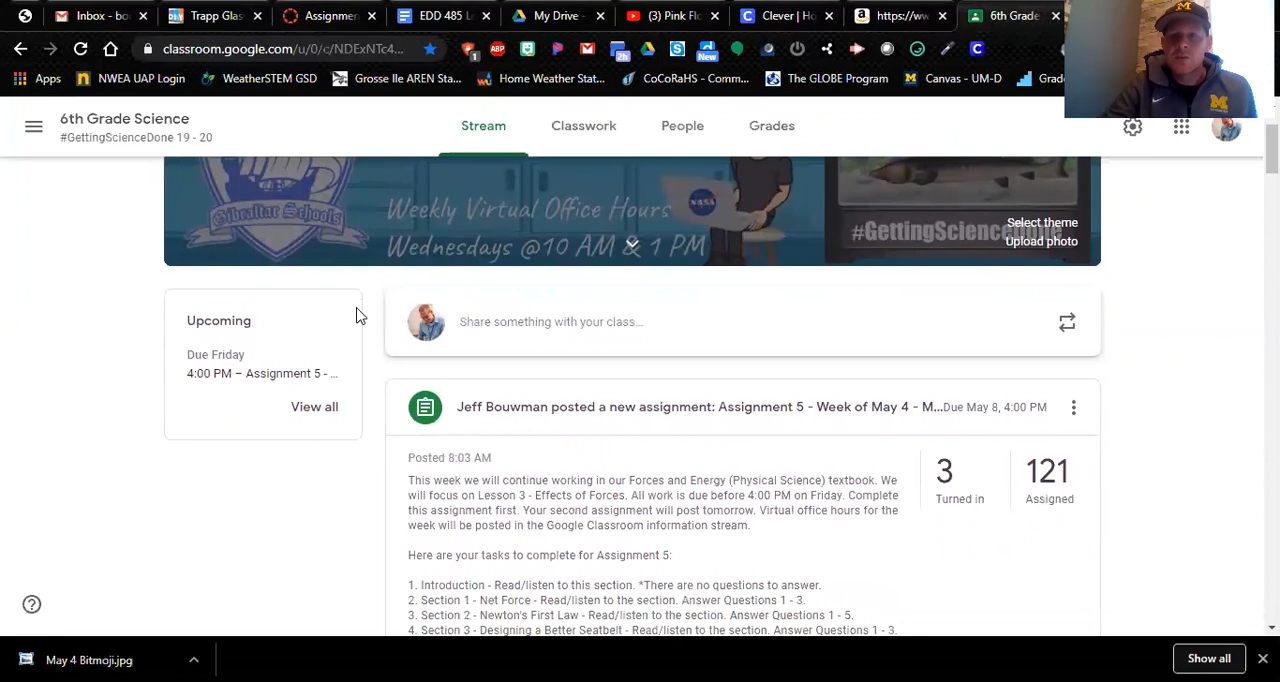 Inbox - bo
Trapp Glas
Assignmen
EDD 485 L
My Drive -
(3) Pink Flo
Clever | Ho
https://ww
6th Grade
classroom.google.com/u/0/c/NDExNTc4...
1
ABP
2h
New
Apps
NWEA UAP Login
WeatherSTEM GSD
Grosse Ile AREN Sta...
Home Weather Stat...
CoCoRaHS - Comm...
The GLOBE Program
Canvas - UM-D
Grad
6th Grade Science
#GettingScienceDone 19 - 20
Stream
Classwork
People
Grades
Gibraltar Schools
Weekly Virtual Office Hours
Wednesdays @10 AM & 1 PM
NASA
#GettingScienceDone
Select theme
Upload photo
Upcoming
Due Friday
4:00 PM – Assignment 5 - ...
View all
Share something with your class...
Jeff Bouwman posted a new assignment: Assignment 5 - Week of May 4 - M...
Due May 8, 4:00 PM
Posted 8:03 AM
This week we will continue working in our Forces and Energy (Physical Science) textbook. We
will focus on Lesson 3 - Effects of Forces. All work is due before 4:00 PM on Friday. Complete
this assignment first. Your second assignment will post tomorrow. Virtual office hours for the
week will be posted in the Google Classroom information stream.
3
Turned in
121
Assigned
Here are your tasks to complete for Assignment 5:
1. Introduction - Read/listen to this section. *There are no questions to answer.
2. Section 1 - Net Force - Read/listen to the section. Answer Questions 1 - 3.
3. Section 2 - Newton's First Law - Read/listen to the section. Answer Questions 1 - 5.
4. Section 3 - Designing a Better Seatbelt - Read/listen to the section. Answer Questions 1 - 3.
May 4 Bitmoji.jpg
Show all